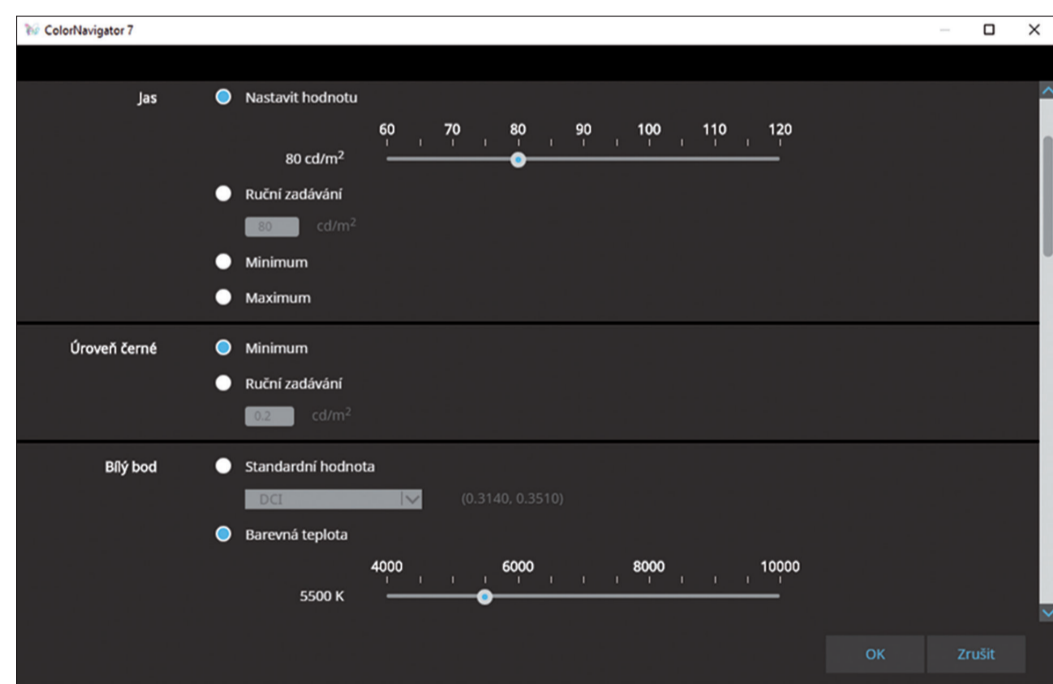 ColorNavigator 7
Jas
Nastavit hodnotu
60 70 80 90 100 110 120
80 cd/m²
Ruční zadávání
80 cd/m²
Minimum
Maximum
Úroveň černé
Minimum
Ruční zadávání
0.2 cd/m²
Bílý bod
Standardní hodnota
DCI (0.3140, 0.3510)
Barevná teplota
4000 6000 8000 10000
5500 K
OK Zrušit